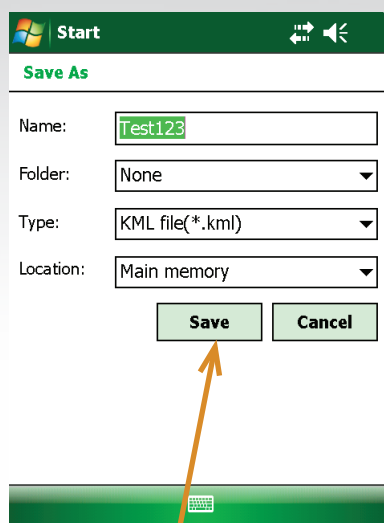 Start
Save As
Name: Test123
Folder: None
Type: KML file(*.kml)
Location: Main memory
Save Cancel